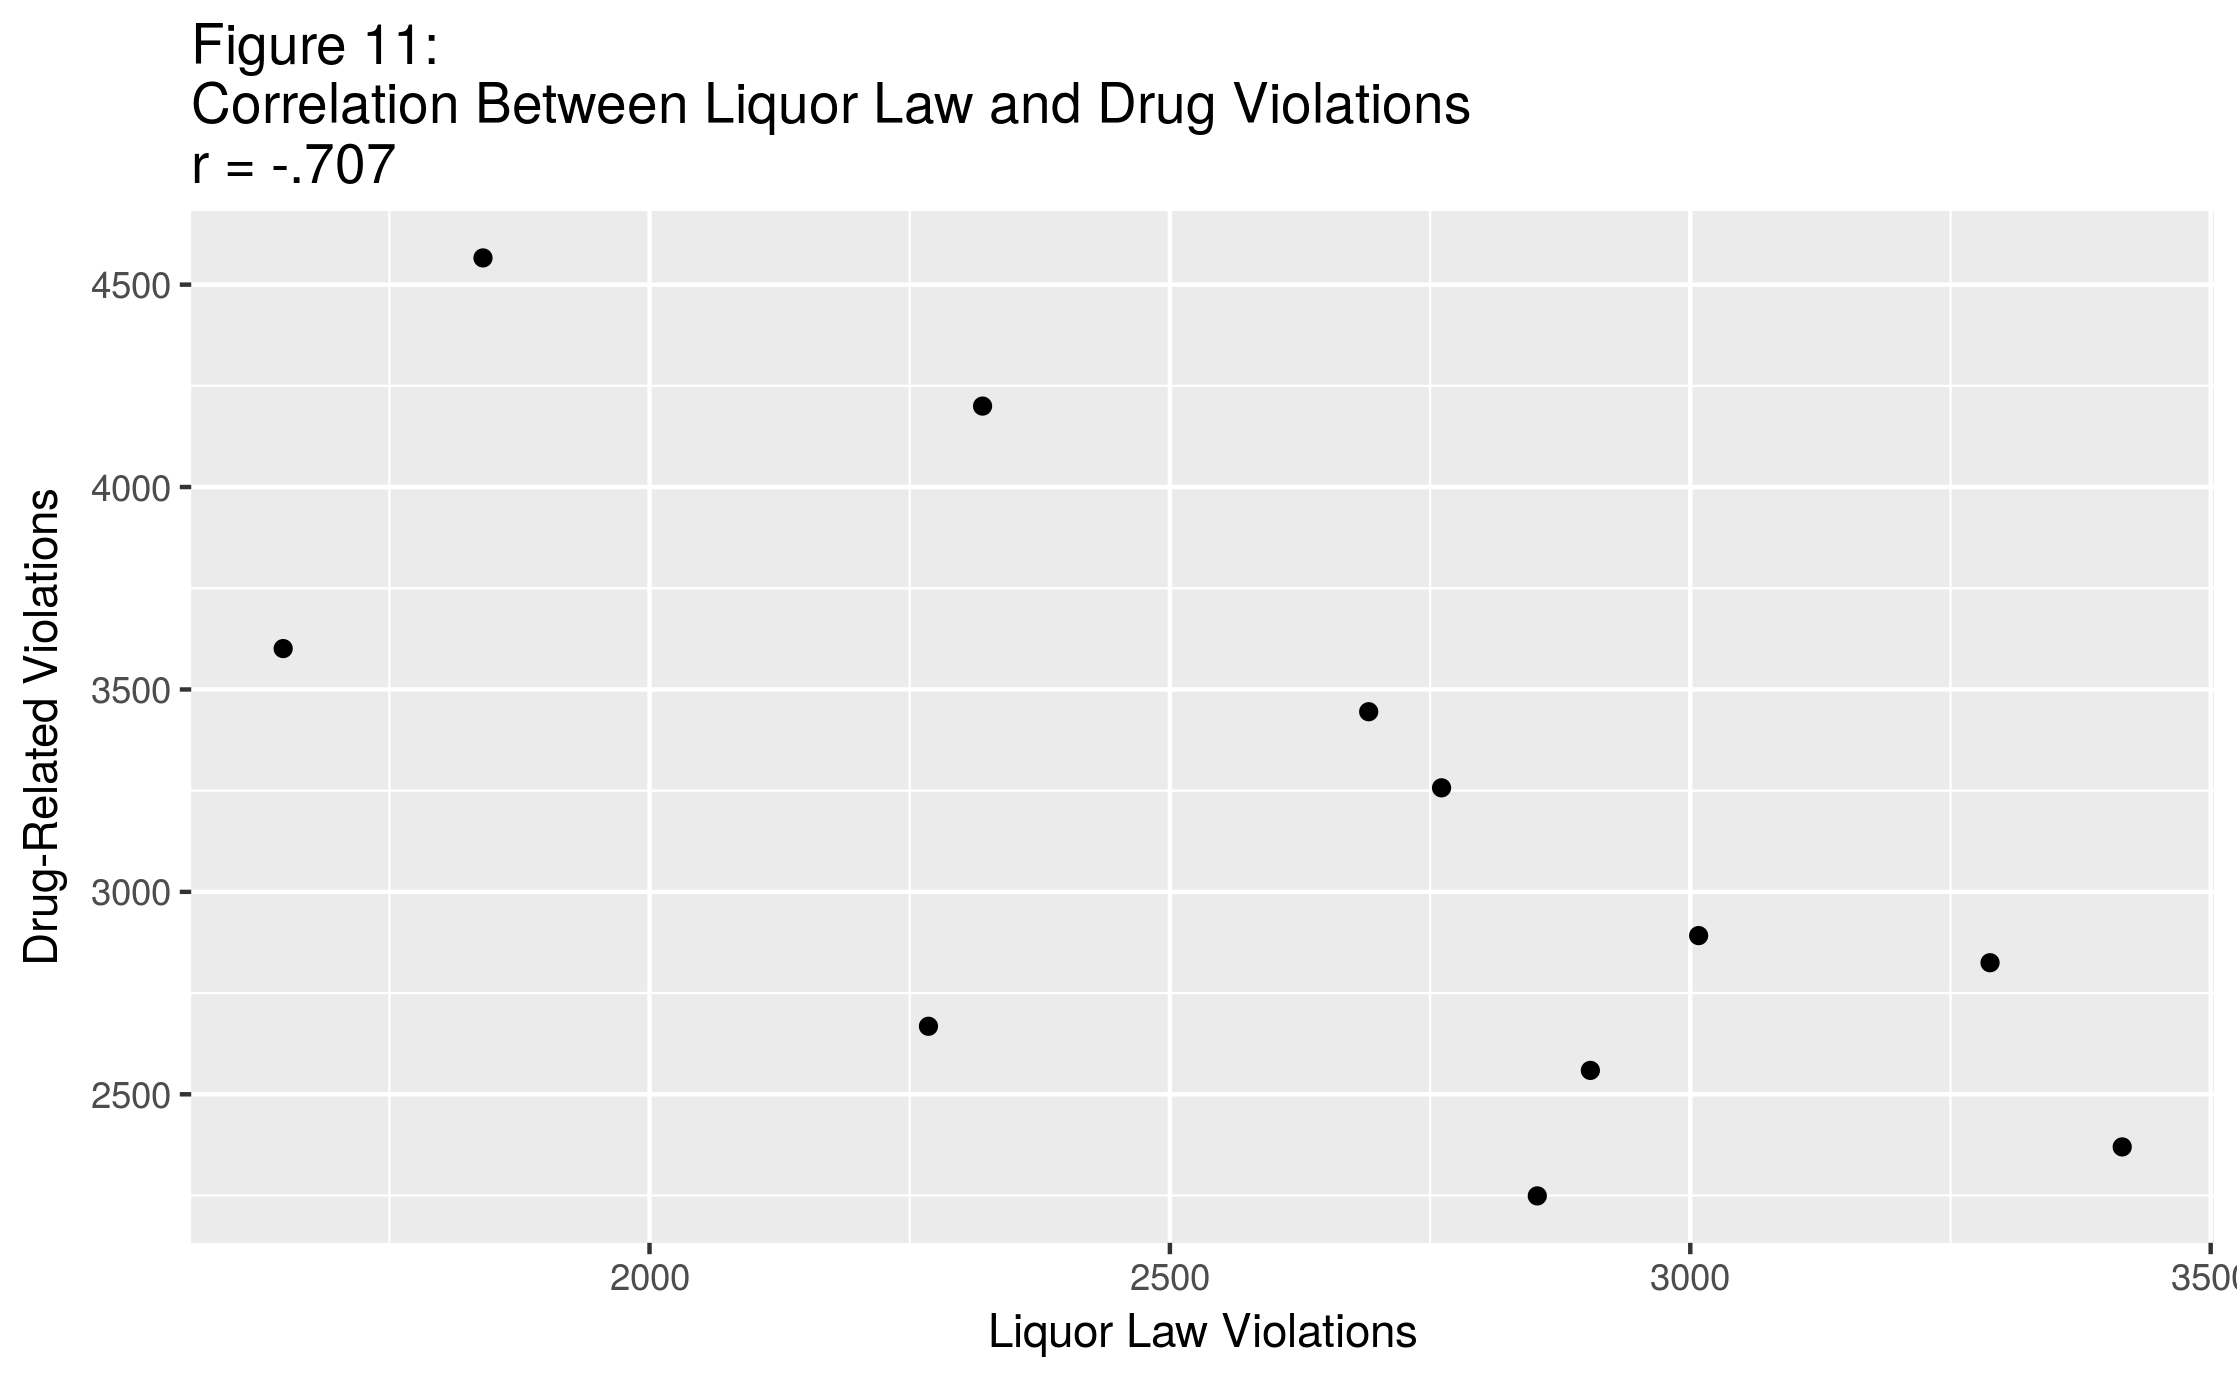 Figure 11:
Correlation Between Liquor Law and Drug Violations
r = -.707
Drug-Related Violations
4500
4000
3500
3000
2500
2000 2500 3000 3500
Liquor Law Violations